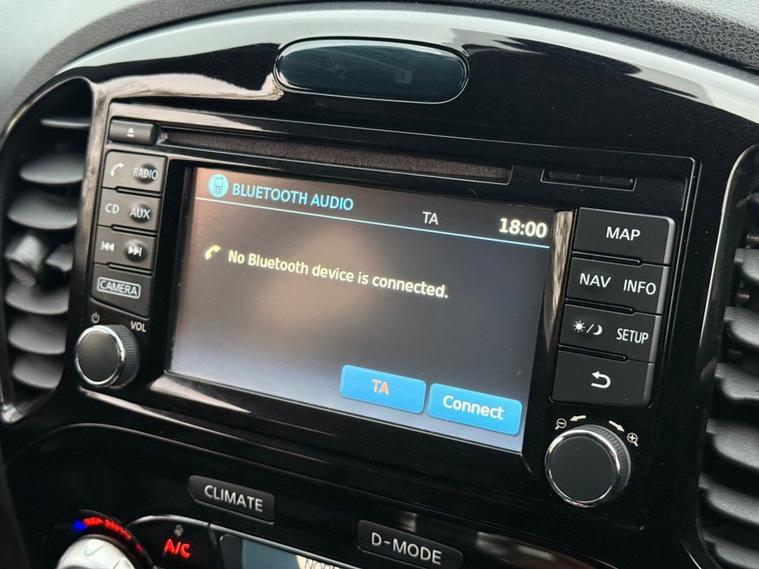 BLUETOOTH AUDIO
TA
18:00
No Bluetooth device is connected.
TA
Connect
RADIO
CD AUX
CAMERA
VOL
MAP
NAV INFO
SETUP
CLIMATE
D-MODE
A/C